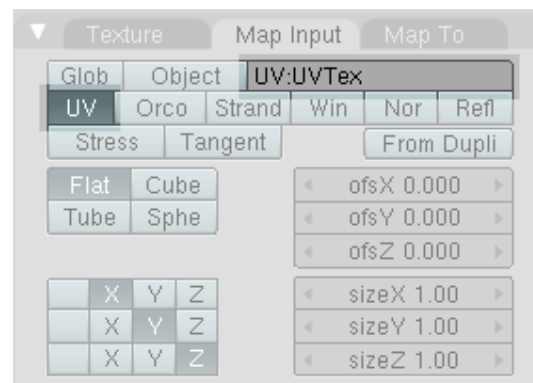 Texture Map Input Map To
Glob Object UV:UVTex
UV Orco Strand Win Nor Refl
Stress Tangent From Dupli
Flat Cube ofsX 0.000
Tube Sphe ofsY 0.000
ofsZ 0.000
X Y Z sizeX 1.00
X Y Z sizeY 1.00
X Y Z sizeZ 1.00